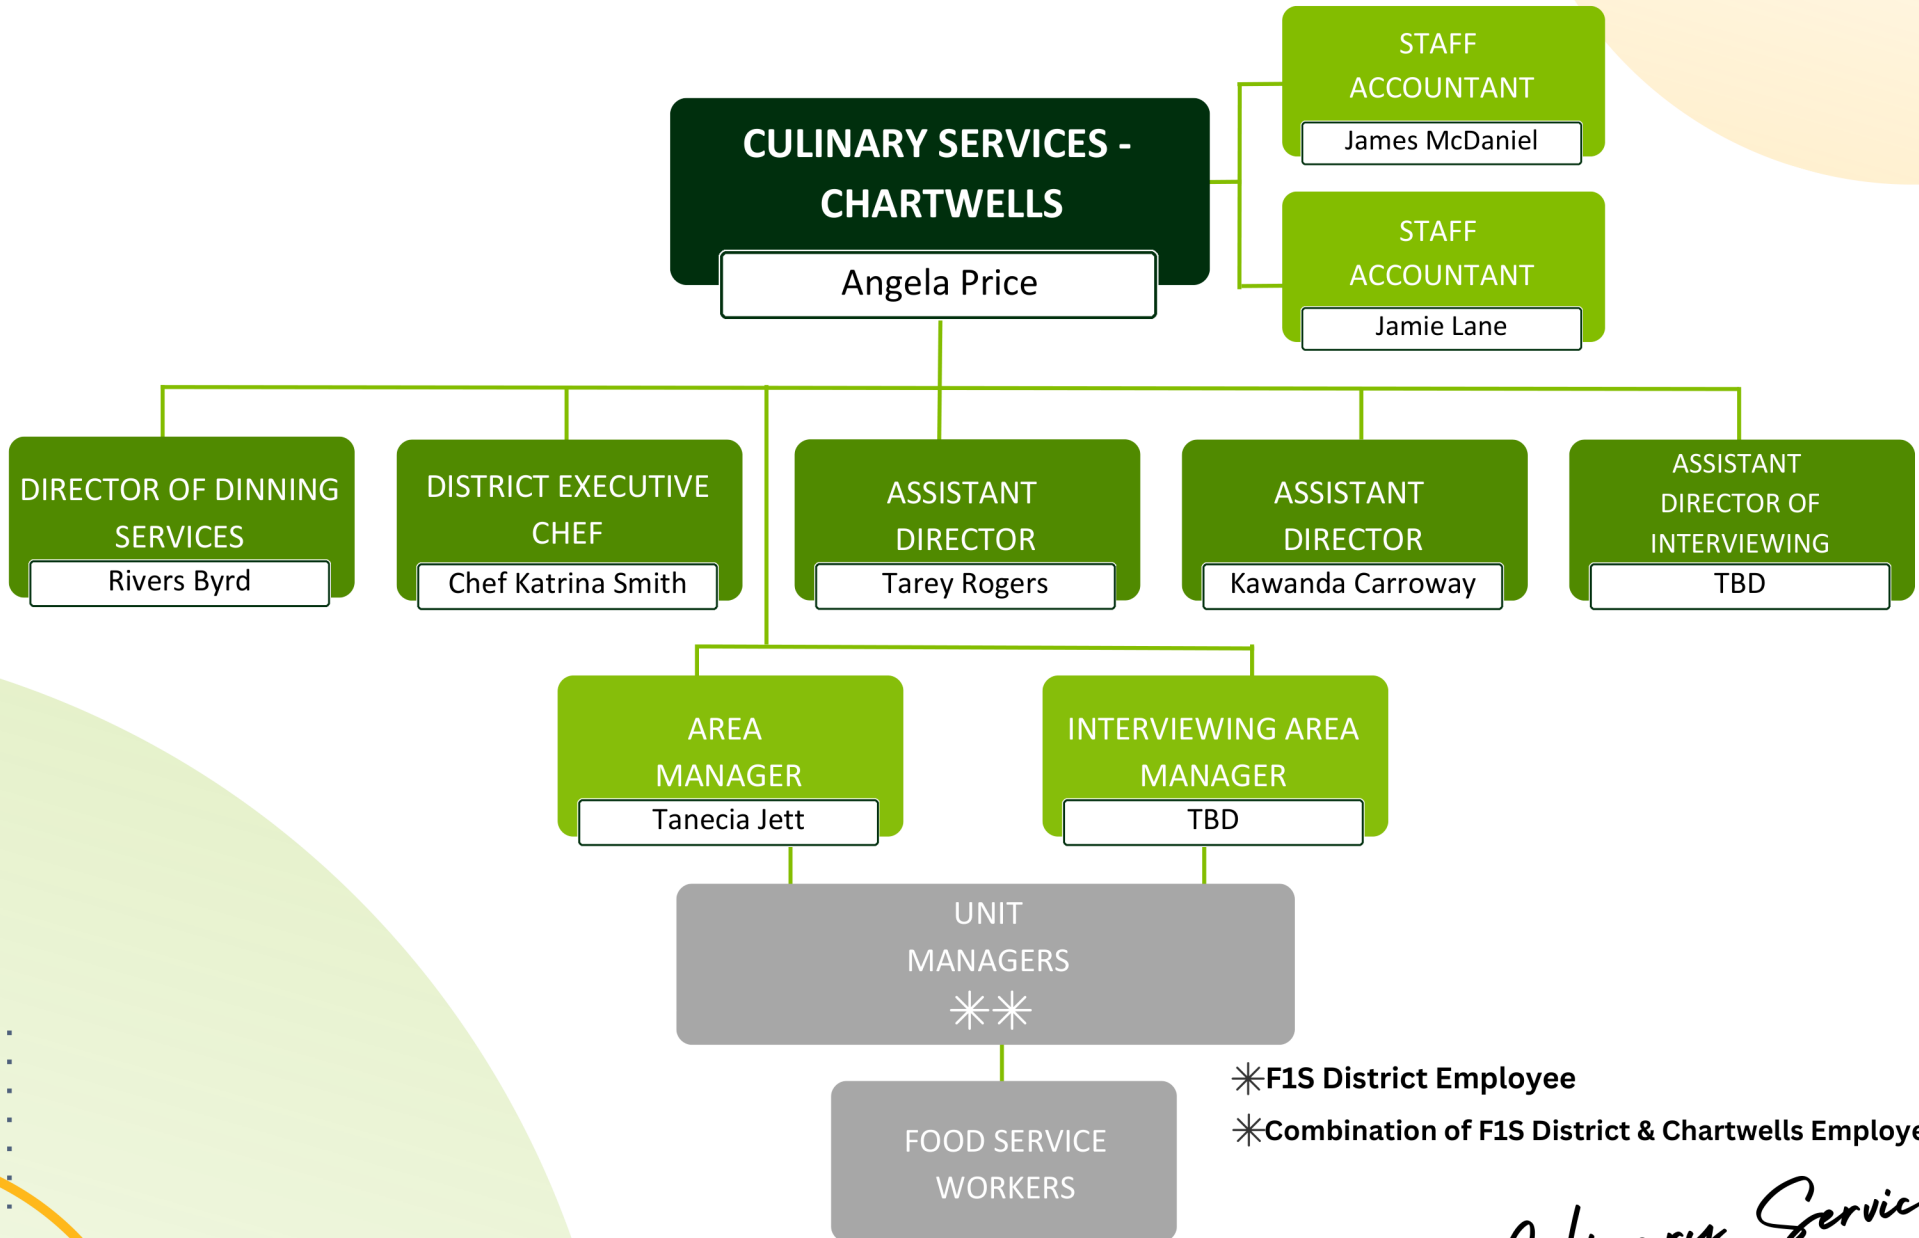 STAFF
ACCOUNTANT
James McDaniel
CULINARY SERVICES -
CHARTWELLS
Angela Price
STAFF
ACCOUNTANT
Jamie Lane
DIRECTOR OF DINNING
SERVICES
Rivers Byrd
DISTRICT EXECUTIVE
CHEF
Chef Katrina Smith
ASSISTANT
DIRECTOR
Tarey Rogers
ASSISTANT
DIRECTOR
Kawanda Carroway
ASSISTANT
DIRECTOR OF
INTERVIEWING
TBD
AREA
MANAGER
Tanecia Jett
INTERVIEWING AREA
MANAGER
TBD
UNIT
MANAGERS
**
FOOD SERVICE
WORKERS
*F1S District Employee
*Combination of F1S District & Chartwells Employe